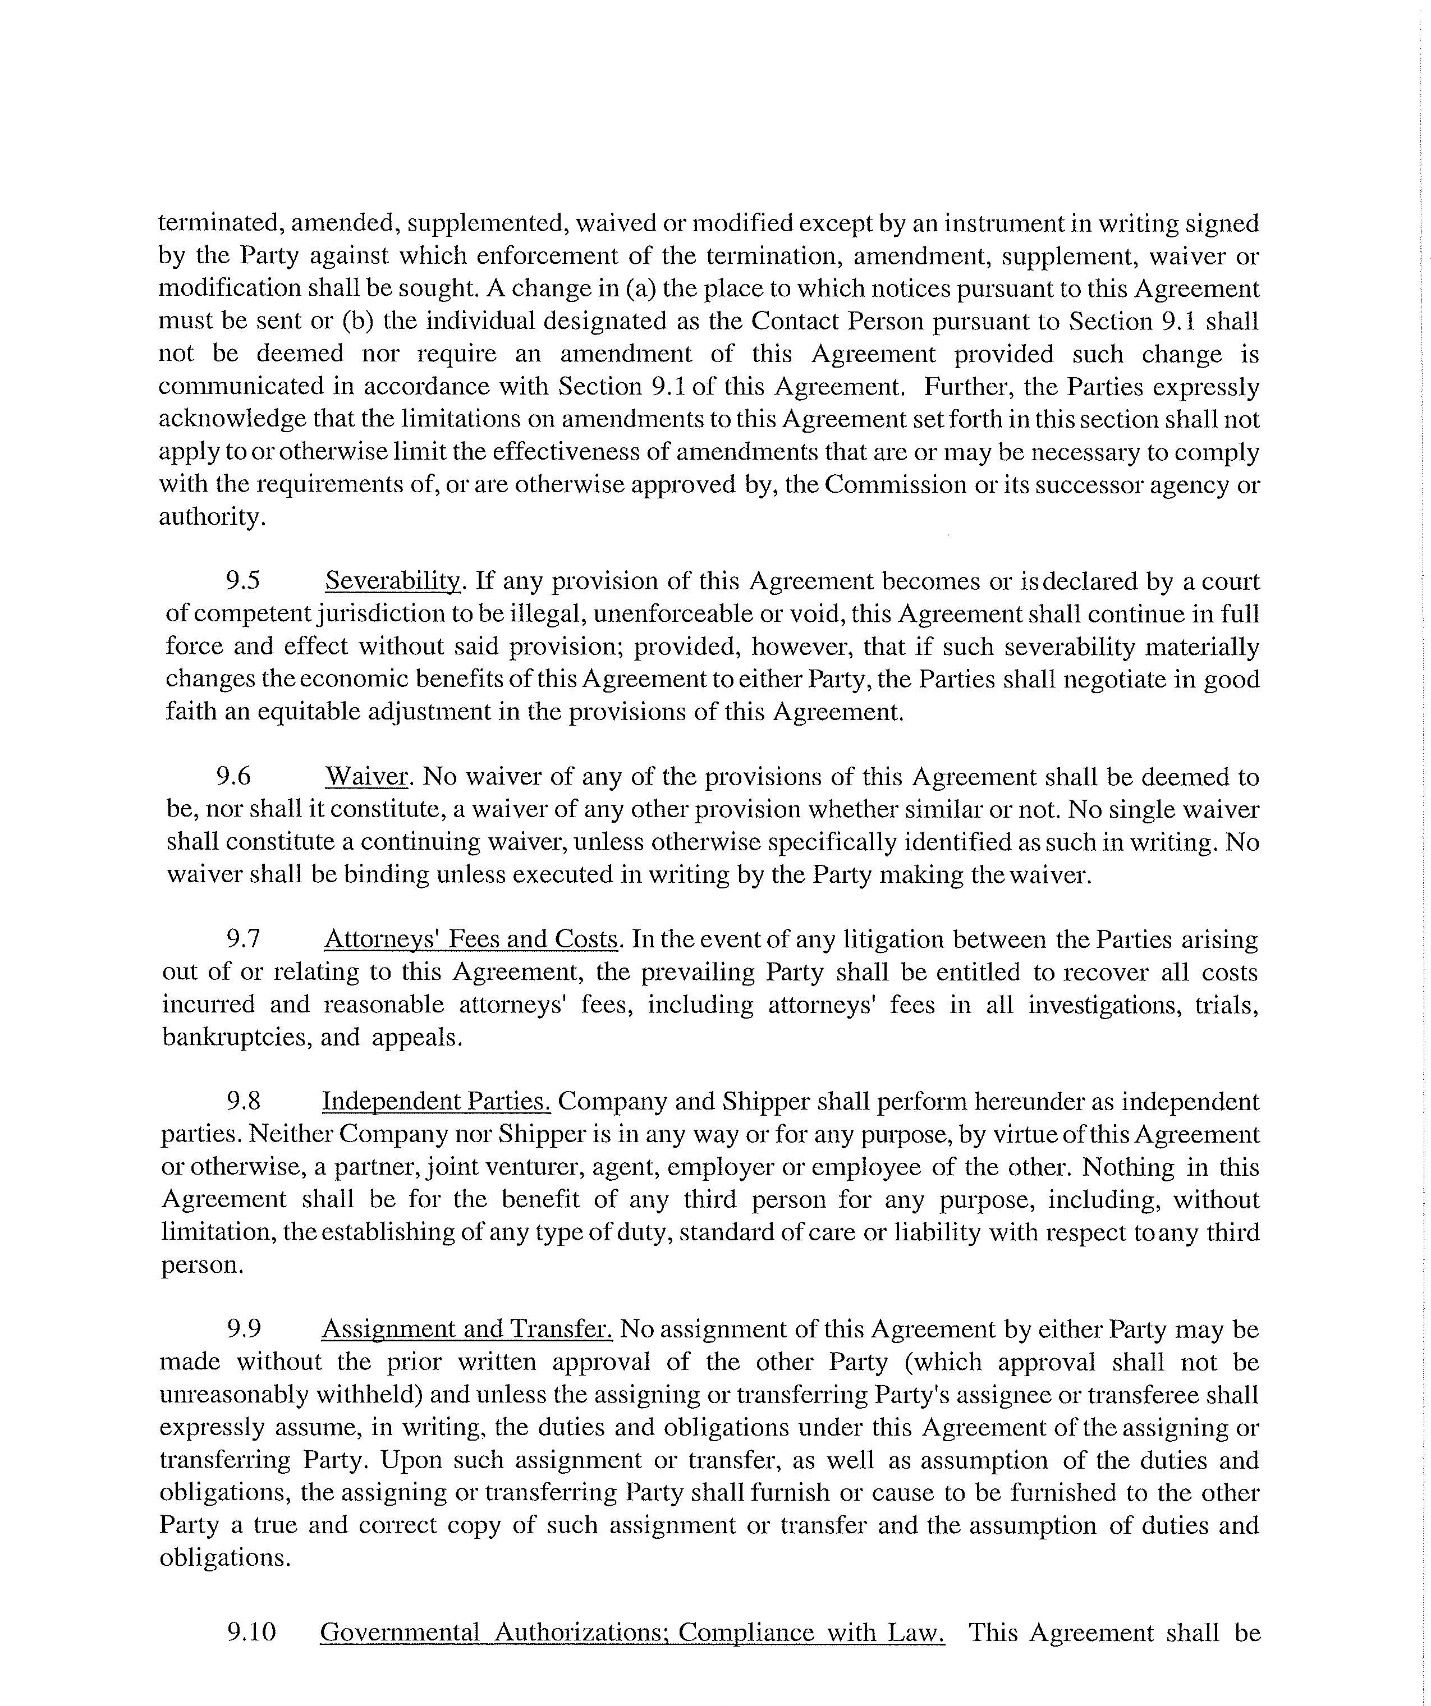 terminated, amended, supplemented, waived or modified except by an instrument in writing signed
by the Party against which enforcement of the termination, amendment, supplement, waiver or
modification shall be sought. A change in (a) the place to which notices pursuant to this Agreement
must be sent or (b) the individual designated as the Contact Person pursuant to Section 9.1 shall
not be deemed nor require an amendment of this Agreement provided such change is
communicated in accordance with Section 9.1 of this Agreement. Further, the Parties expressly
acknowledge that the limitations on amendments to this Agreement set forth in this section shall not
apply to or otherwise limit the effectiveness of amendments that are or may be necessary to comply
with the requirements of, or are otherwise approved by, the Commission or its successor agency or
authority.
9.5 Severability. If any provision of this Agreement becomes or is declared by a court
of competent jurisdiction to be illegal, unenforceable or void, this Agreement shall continue in full
force and effect without said provision; provided, however, that if such severability materially
changes the economic benefits of this Agreement to either Party, the Parties shall negotiate in good
faith an equitable adjustment in the provisions of this Agreement.
9.6 Waiver. No waiver of any of the provisions of this Agreement shall be deemed to
be, nor shall it constitute, a waiver of any other provision whether similar or not. No single waiver
shall constitute a continuing waiver, unless otherwise specifically identified as such in writing. No
waiver shall be binding unless executed in writing by the Party making the waiver.
9.7 Attorneys' Fees and Costs. In the event of any litigation between the Parties arising
out of or relating to this Agreement, the prevailing Party shall be entitled to recover all costs
incurred and reasonable attorneys' fees, including attorneys' fees in all investigations, trials,
bankruptcies, and appeals.
9.8 Independent Parties. Company and Shipper shall perform hereunder as independent
parties. Neither Company nor Shipper is in any way or for any purpose, by virtue of this Agreement
or otherwise, a partner, joint venturer, agent, employer or employee of the other. Nothing in this
Agreement shall be for the benefit of any third person for any purpose, including, without
limitation, the establishing of any type of duty, standard of care or liability with respect to any third
person.
9.9 Assignment and Transfer. No assignment of this Agreement by either Party may be
made without the prior written approval of the other Party (which approval shall not be
unreasonably withheld) and unless the assigning or transferring Party's assignee or transferee shall
expressly assume, in writing, the duties and obligations under this Agreement of the assigning or
transferring Party. Upon such assignment or transfer, as well as assumption of the duties and
obligations, the assigning or transferring Party shall furnish or cause to be furnished to the other
Party a true and correct copy of such assignment or transfer and the assumption of duties and
obligations.
9.10 Governmental Authorizations; Compliance with Law. This Agreement shall be